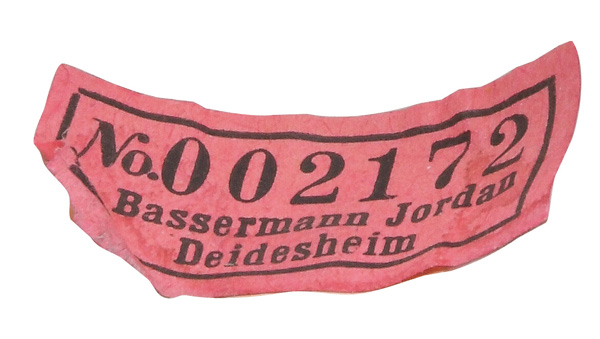 No. 002172
Bassermann Jordan
Deidesheim